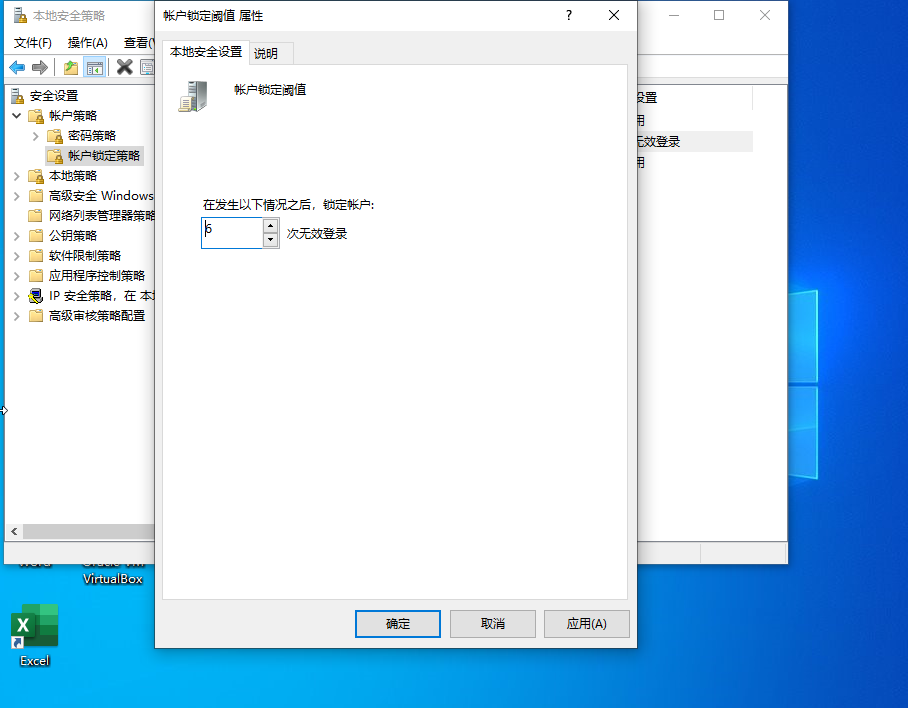 本地安全策略
文件(F) 操作(A) 查看(
安全设置
帐户策略
密码策略
帐户锁定策略
本地策略
高级安全 Windows
网络列表管理器策略
公钥策略
软件限制策略
应用程序控制策略
IP 安全策略，在 本
高级审核策略配置
帐户锁定阈值 属性
?
本地安全设置 说明
帐户锁定阈值
在发生以下情况之后，锁定帐户:
6 次无效登录
确定 取消 应用(A)
设置
用
无效登录
用
VirtualBox
Excel